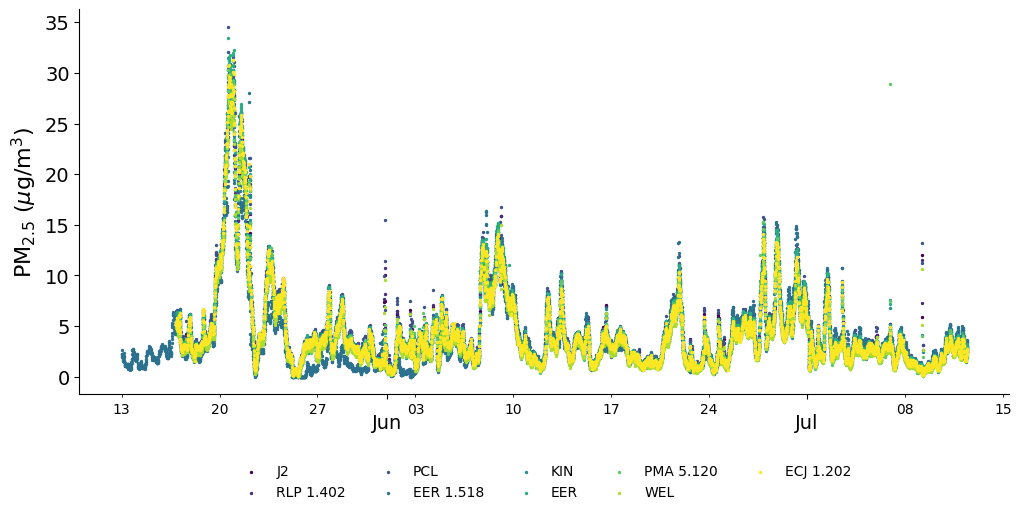 35
30
25
20
15
10
5
0
PM2.5 (μg/m³)
13 20 27 03 10 17 24 08 15
Jun Jul
J2 PCL KIN PMA 5.120 ECJ 1.202
RLP 1.402 EER 1.518 EER WEL